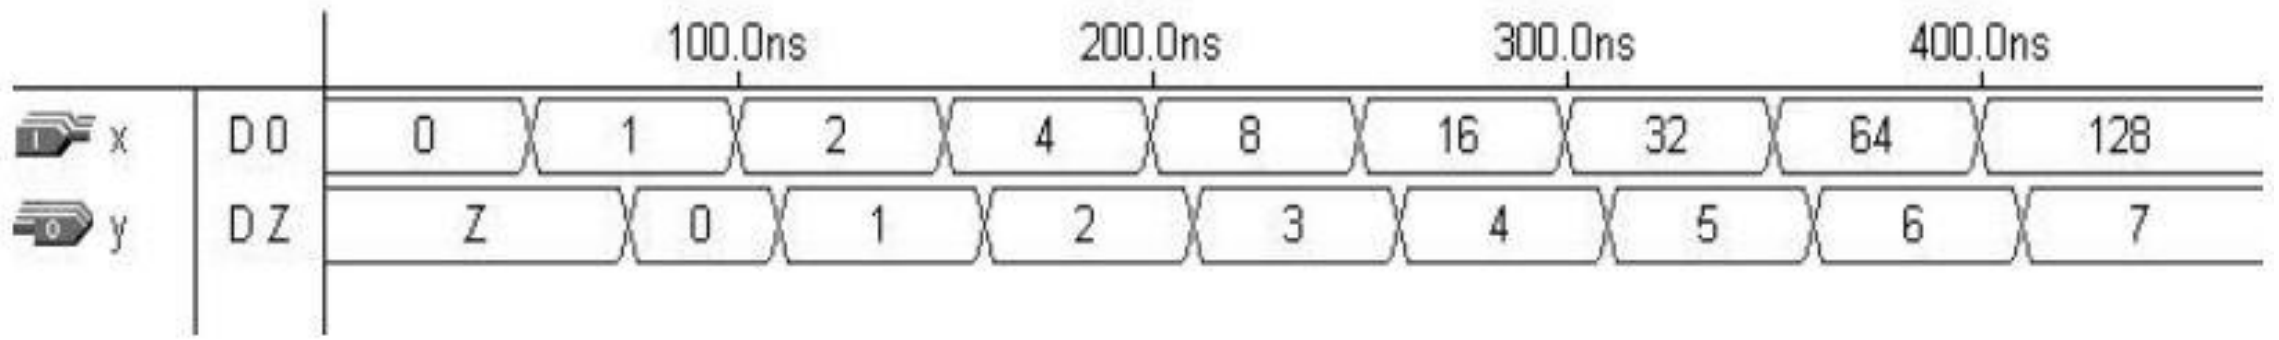 100.0ns 200.0ns 300.0ns 400.0ns
I x D 0 0 1 2 4 8 16 32 64 128
0 y D Z Z 0 1 2 3 4 5 6 7